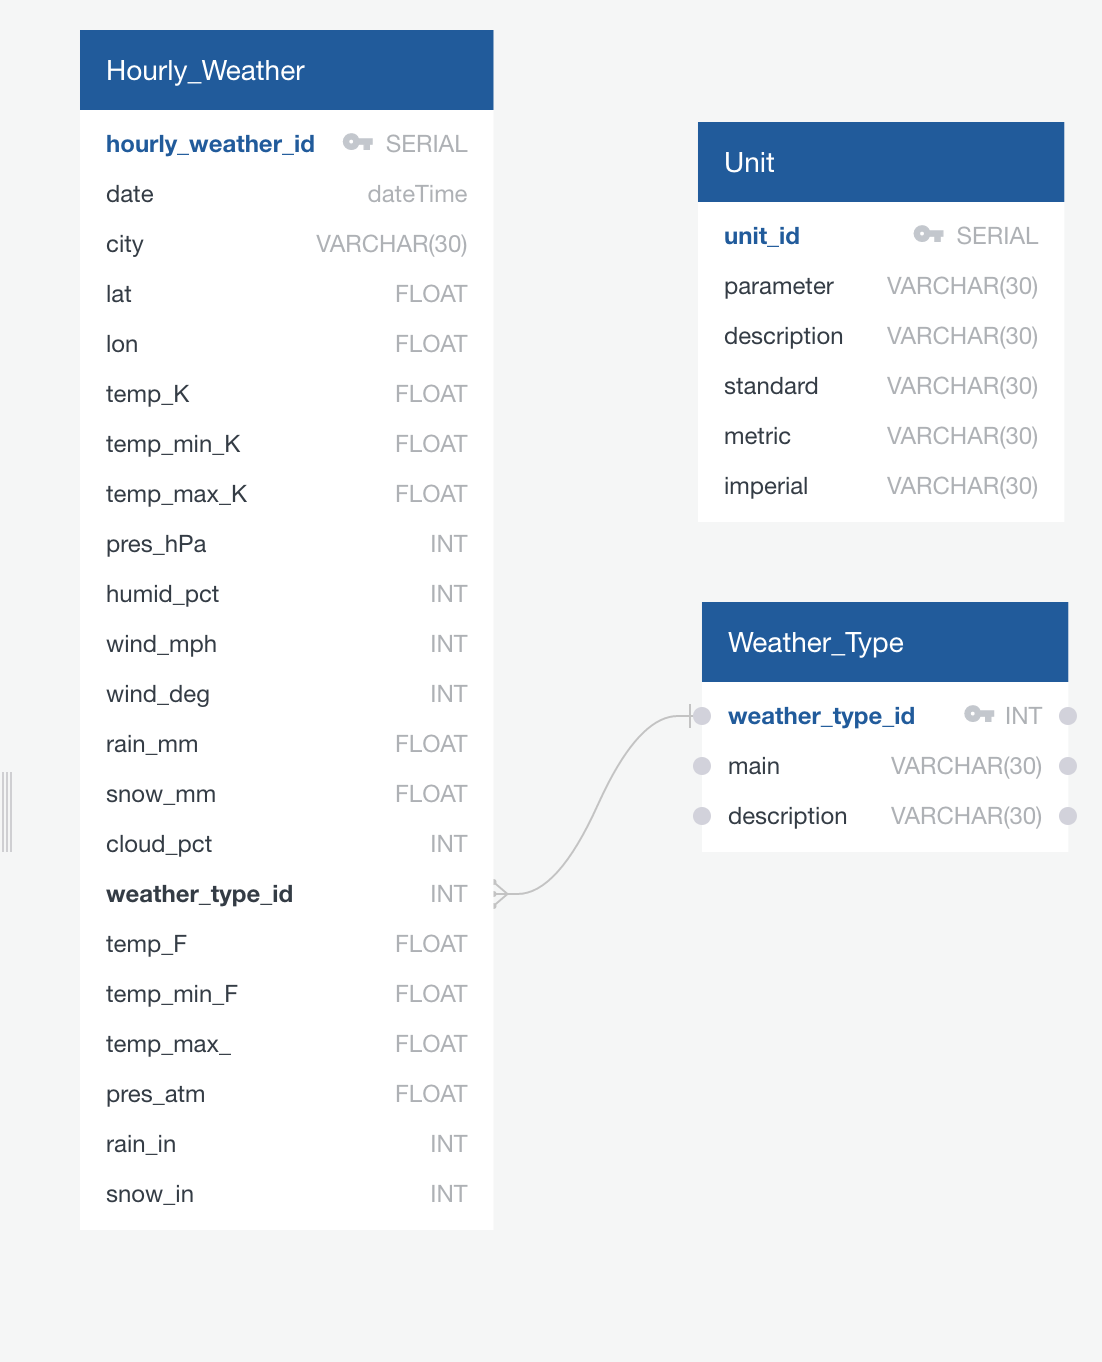 Hourly_Weather
hourly_weather_id SERIAL
date dateTime
city VARCHAR(30)
lat FLOAT
lon FLOAT
temp_K FLOAT
temp_min_K FLOAT
temp_max_K FLOAT
pres_hPa INT
humid_pct INT
wind_mph INT
wind_deg INT
rain_mm FLOAT
snow_mm FLOAT
cloud_pct INT
weather_type_id INT
temp_F FLOAT
temp_min_F FLOAT
temp_max_ FLOAT
pres_atm FLOAT
rain_in INT
snow_in INT
Unit
unit_id SERIAL
parameter VARCHAR(30)
description VARCHAR(30)
standard VARCHAR(30)
metric VARCHAR(30)
imperial VARCHAR(30)
Weather_Type
weather_type_id INT
main VARCHAR(30)
description VARCHAR(30)